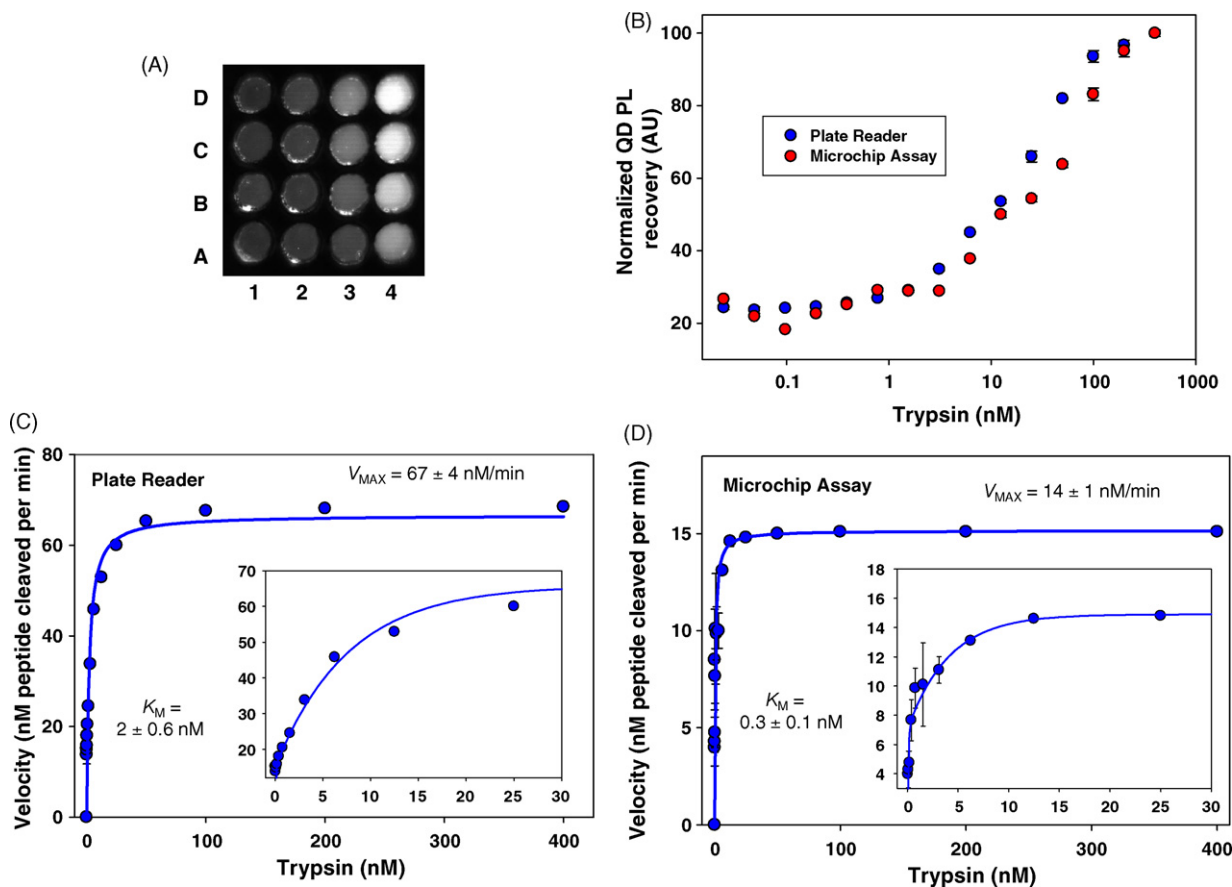 (A)
D
C
B
A
1 2 3 4
(B)
Normalized QD PL
recovery (AU)
100
80
60
40
20
Plate Reader
Microchip Assay
0.1 1 10 100 1000
Trypsin (nM)
(C)
Velocity (nM peptide cleaved per min)
80
60
40
20
0
Plate Reader
V_MAX = 67 ± 4 nM/min
K_M =
2 ± 0.6 nM
70
60
50
40
30
20
0 5 10 15 20 25 30
0 100 200 300 400
Trypsin (nM)
(D)
Velocity (nM peptide cleaved per min)
15
10
5
0
Microchip Assay
V_MAX = 14 ± 1 nM/min
K_M =
0.3 ± 0.1 nM
18
16
14
12
10
8
6
4
0 5 10 15 20 25 30
0 100 200 300 400
Trypsin (nM)